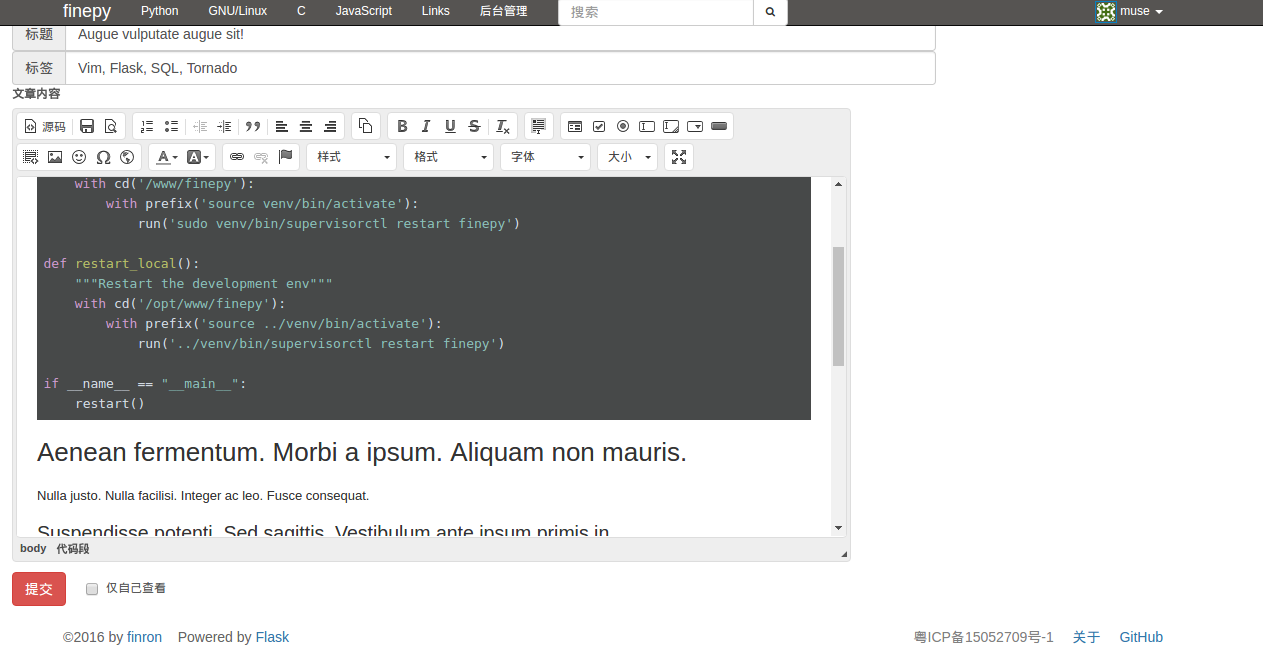 finepy Python GNU/Linux C JavaScript Links 后台管理 搜索 muse
标题 Augue vulputate augue sit!
标签 Vim, Flask, SQL, Tornado
文章内容
源码
样式 格式 字体 大小
with cd('/www/finepy'):
with prefix('source venv/bin/activate'):
run('sudo venv/bin/supervisorctl restart finepy')
def restart_local():
"""Restart the development env"""
with cd('/opt/www/finepy'):
with prefix('source ../venv/bin/activate'):
run('../venv/bin/supervisorctl restart finepy')
if __name__ == "__main__":
restart()
Aenean fermentum. Morbi a ipsum. Aliquam non mauris.
Nulla justo. Nulla facilisi. Integer ac leo. Fusce consequat.
Suspendisse potenti. Sed sagittis. Vestibulum ante ipsum primis in
body 代码段
提交 仅自己查看
©2016 by finron Powered by Flask 粤ICP备15052709号-1 关于 GitHub